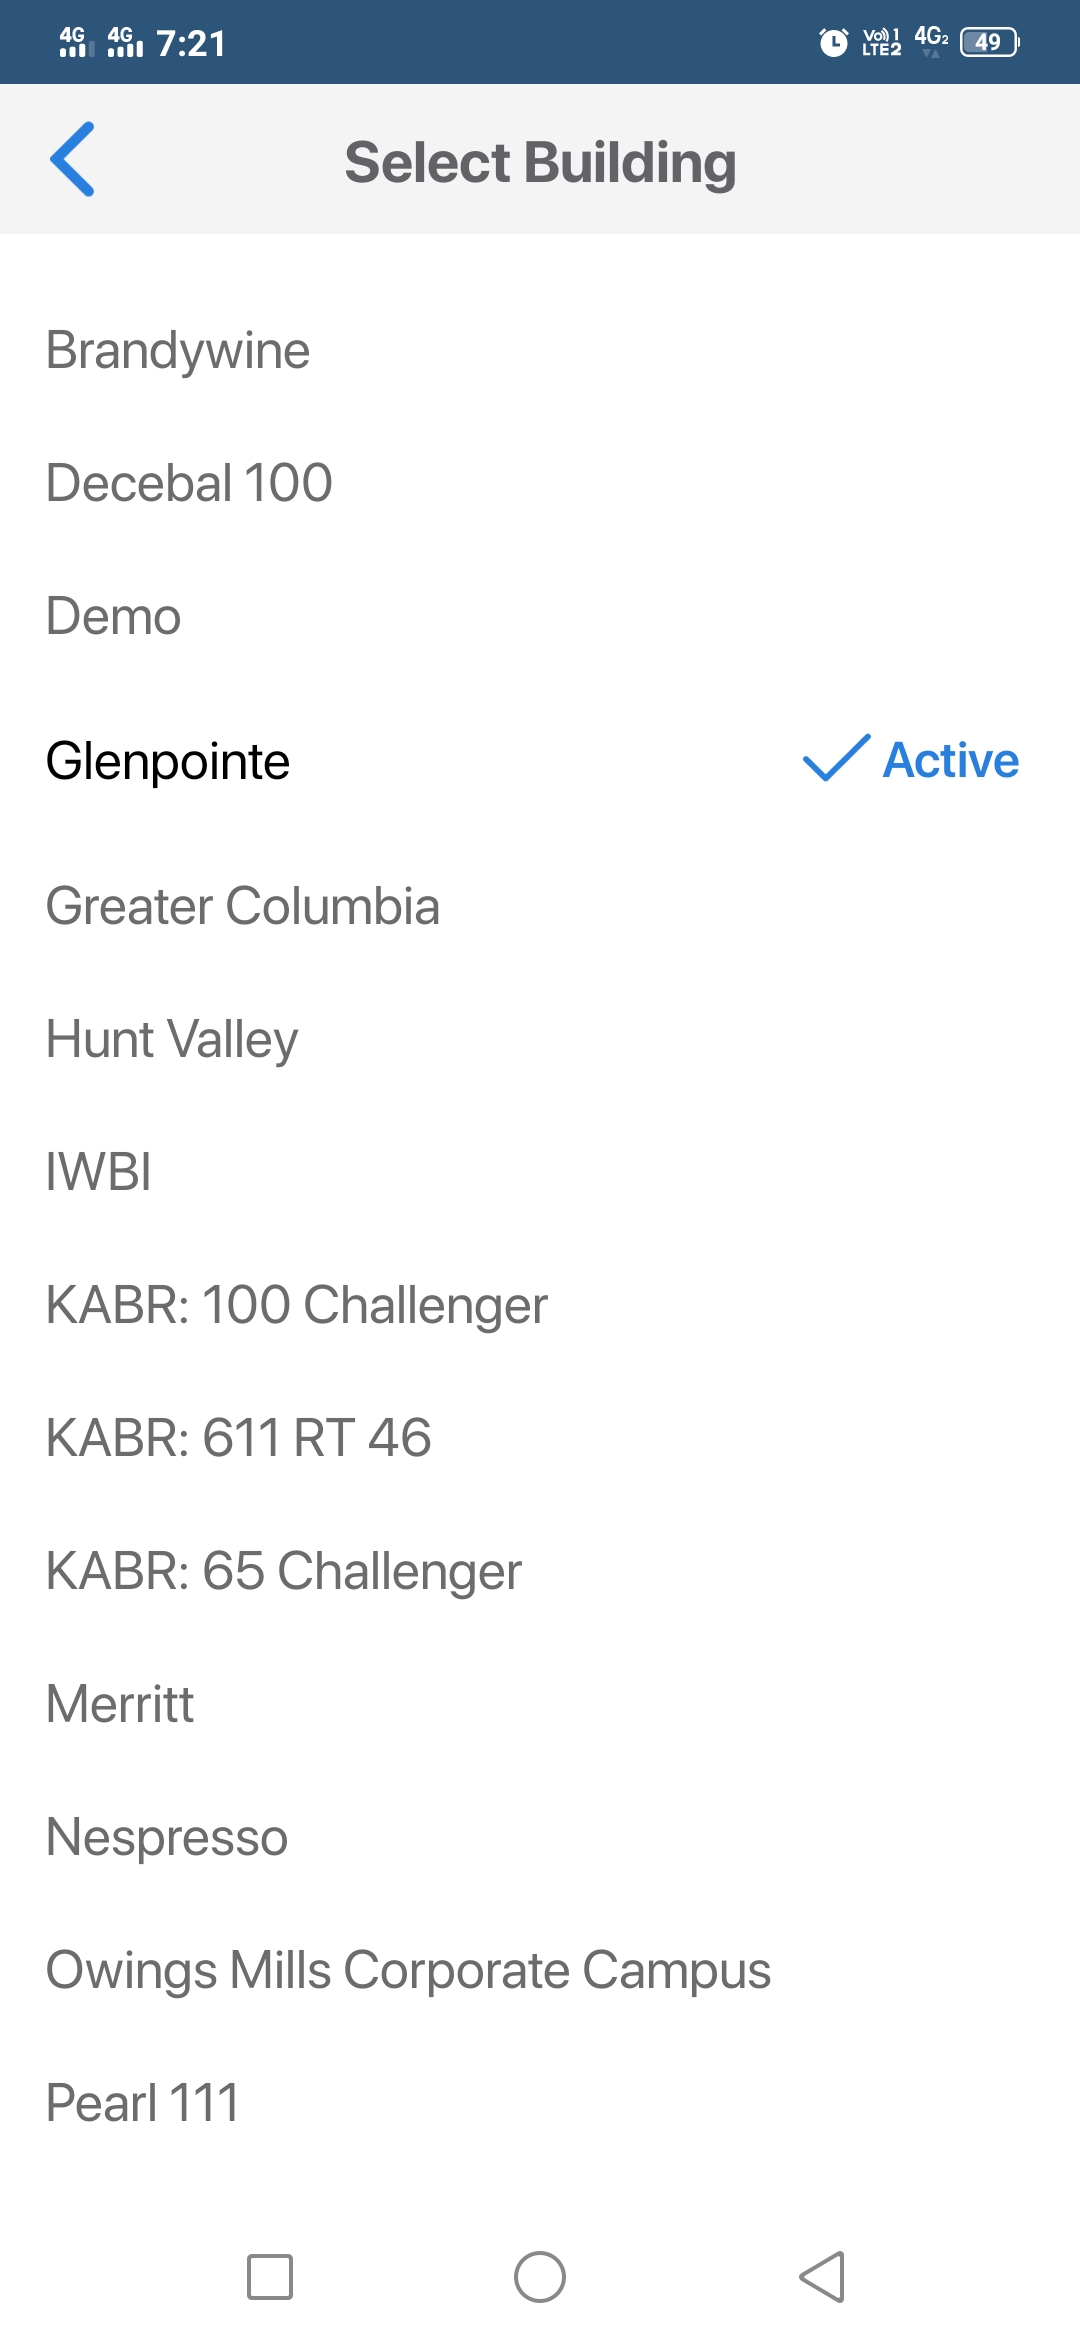 4G 4G 7:21 Vo)) 1 LTE2 4G2 49
Select Building
Brandywine
Decebal 100
Demo
Glenpointe Active
Greater Columbia
Hunt Valley
IWBI
KABR: 100 Challenger
KABR: 611 RT 46
KABR: 65 Challenger
Merritt
Nespresso
Owings Mills Corporate Campus
Pearl 111